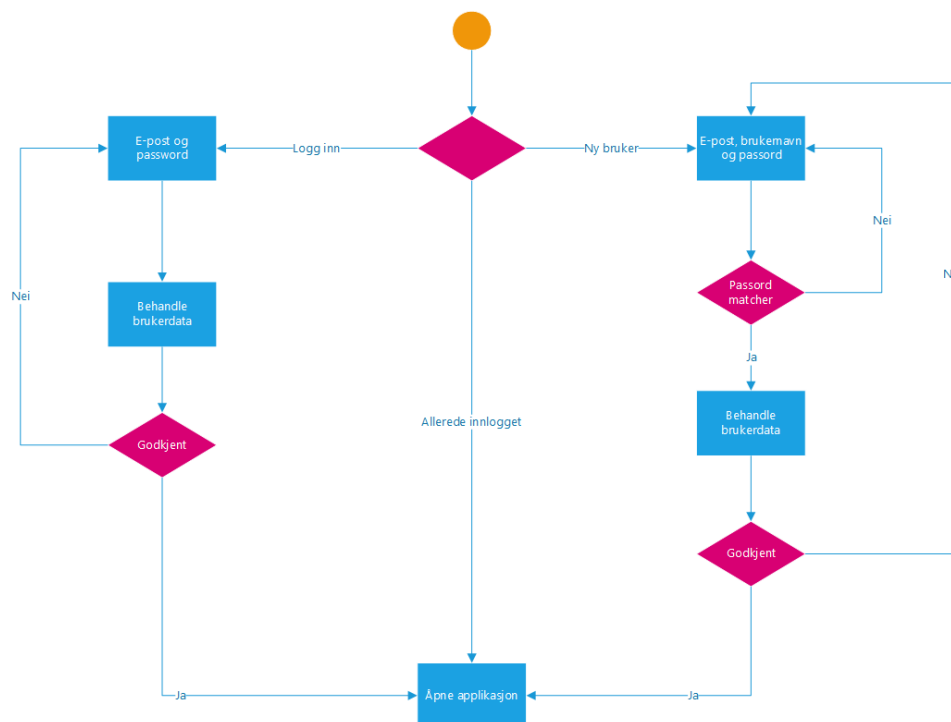 E-post og
password
Logg inn
Ny bruker
E-post, brukernavn
og passord
Nei
Nei
Passord
matcher
Behandle
brukerdata
Ja
Behandle
brukerdata
Allerede innlogget
Godkjent
Godkjent
Ja
Åpne applikasjon
Ja